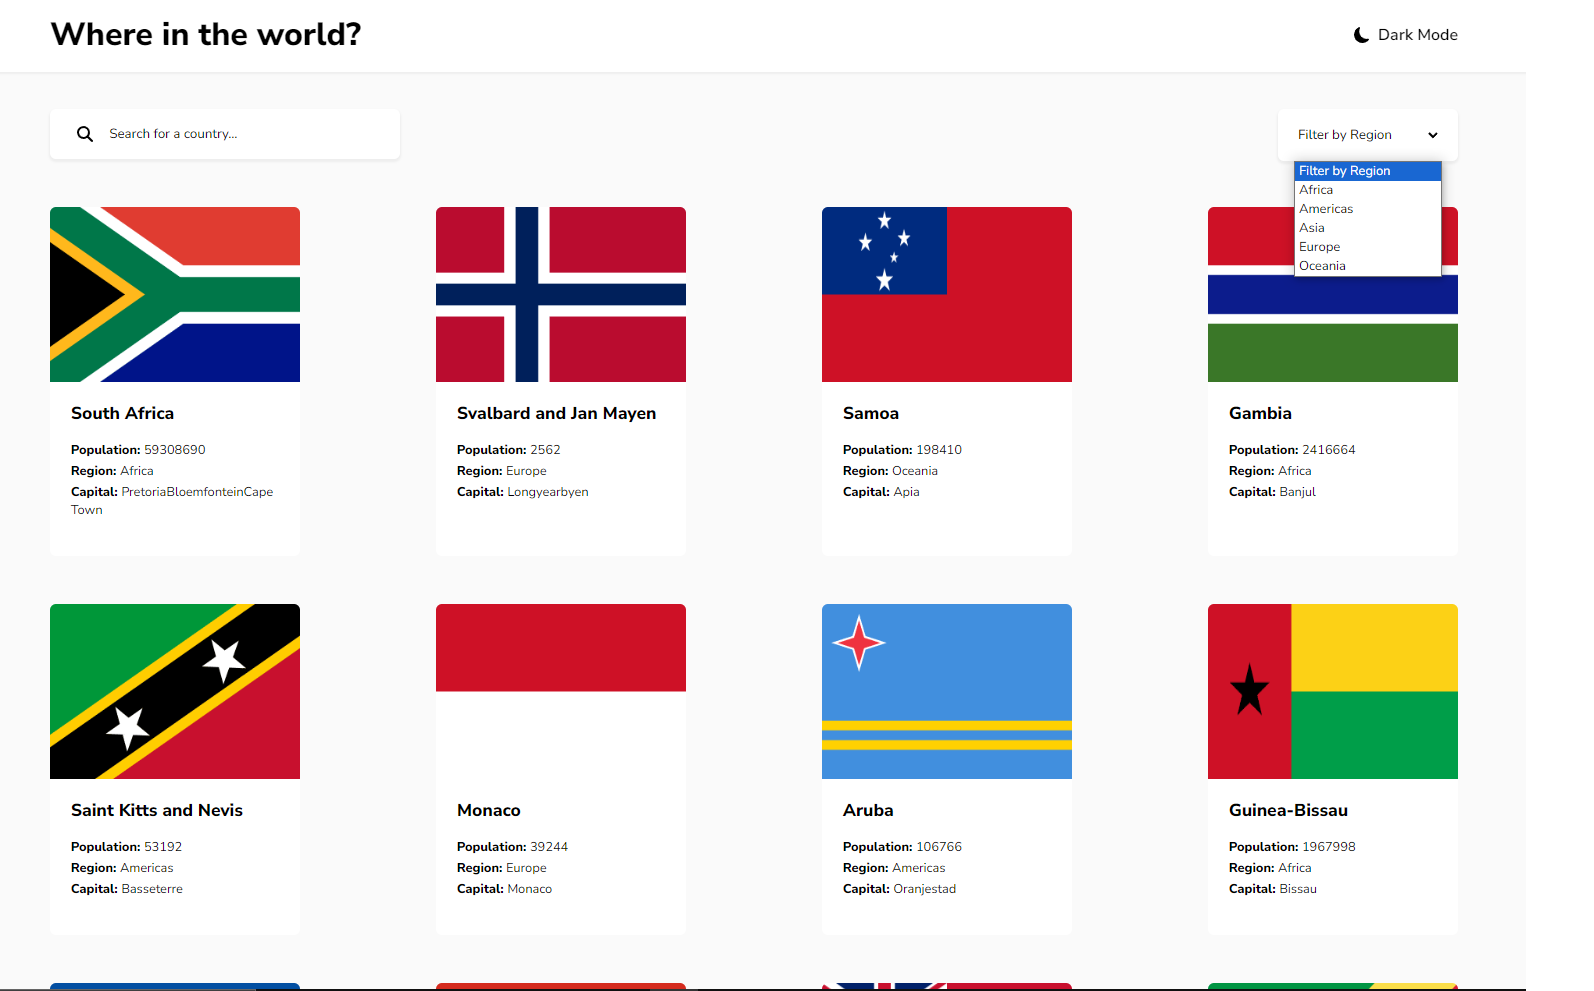 Where in the world?
Dark Mode
Search for a country...
Filter by Region
Filter by Region
Africa
Americas
Asia
Europe
Oceania
South Africa
Population: 59308690
Region: Africa
Capital: PretoriaBloemfonteinCape
Town
Svalbard and Jan Mayen
Population: 2562
Region: Europe
Capital: Longyearbyen
Samoa
Population: 198410
Region: Oceania
Capital: Apia
Gambia
Population: 2416664
Region: Africa
Capital: Banjul
Saint Kitts and Nevis
Population: 53192
Region: Americas
Capital: Basseterre
Monaco
Population: 39244
Region: Europe
Capital: Monaco
Aruba
Population: 106766
Region: Americas
Capital: Oranjestad
Guinea-Bissau
Population: 1967998
Region: Africa
Capital: Bissau